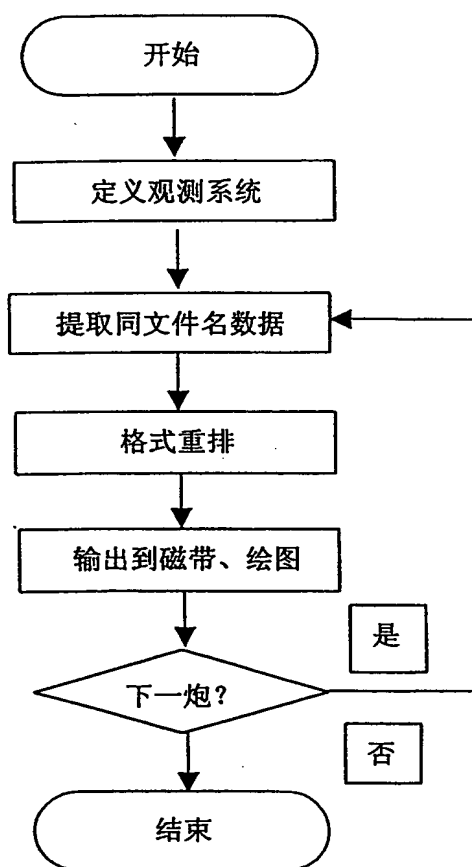 开始
定义观测系统
提取同文件名数据
格式重排
输出到磁带、绘图
是
下一炮?
否
结束